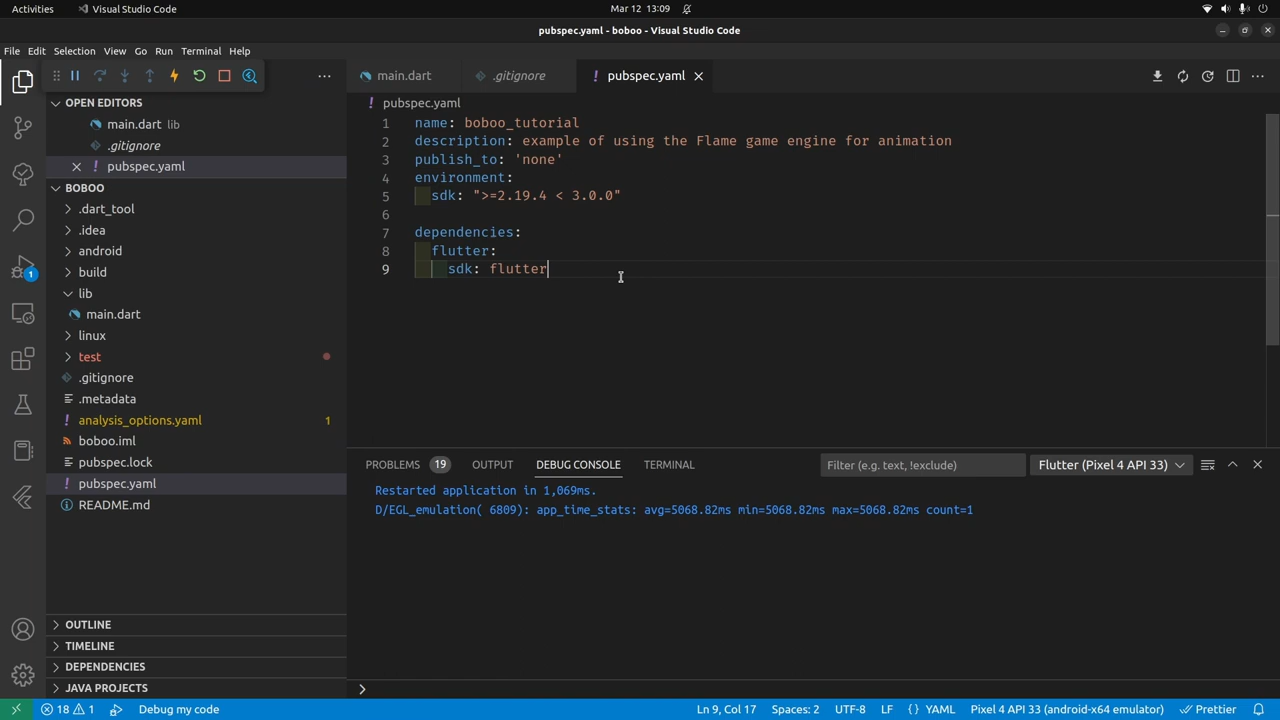 Activities
Visual Studio Code
Mar 12 13:09
pubspec.yaml - boboo - Visual Studio Code
File Edit Selection View Go Run Terminal Help
main.dart
.gitignore
! pubspec.yaml
OPEN EDITORS
main.dart lib
.gitignore
! pubspec.yaml
BOBOO
.dart_tool
.idea
android
build
lib
main.dart
linux
test
.gitignore
.metadata
! analysis_options.yaml 1
boboo.iml
pubspec.lock
! pubspec.yaml
README.md
OUTLINE
TIMELINE
DEPENDENCIES
JAVA PROJECTS
1
! pubspec.yaml
1 name: boboo_tutorial
2 description: example of using the Flame game engine for animation
3 publish_to: 'none'
4 environment:
5 sdk: ">=2.19.4 < 3.0.0"
6
7 dependencies:
8 flutter:
9 sdk: flutter
PROBLEMS 19 OUTPUT DEBUG CONSOLE TERMINAL
Filter (e.g. text, !exclude)
Flutter (Pixel 4 API 33)
Restarted application in 1,069ms.
D/EGL_emulation( 6809): app_time_stats: avg=5068.82ms min=5068.82ms max=5068.82ms count=1
18 1 Debug my code
Ln 9, Col 17 Spaces: 2 UTF-8 LF {} YAML Pixel 4 API 33 (android-x64 emulator) Prettier